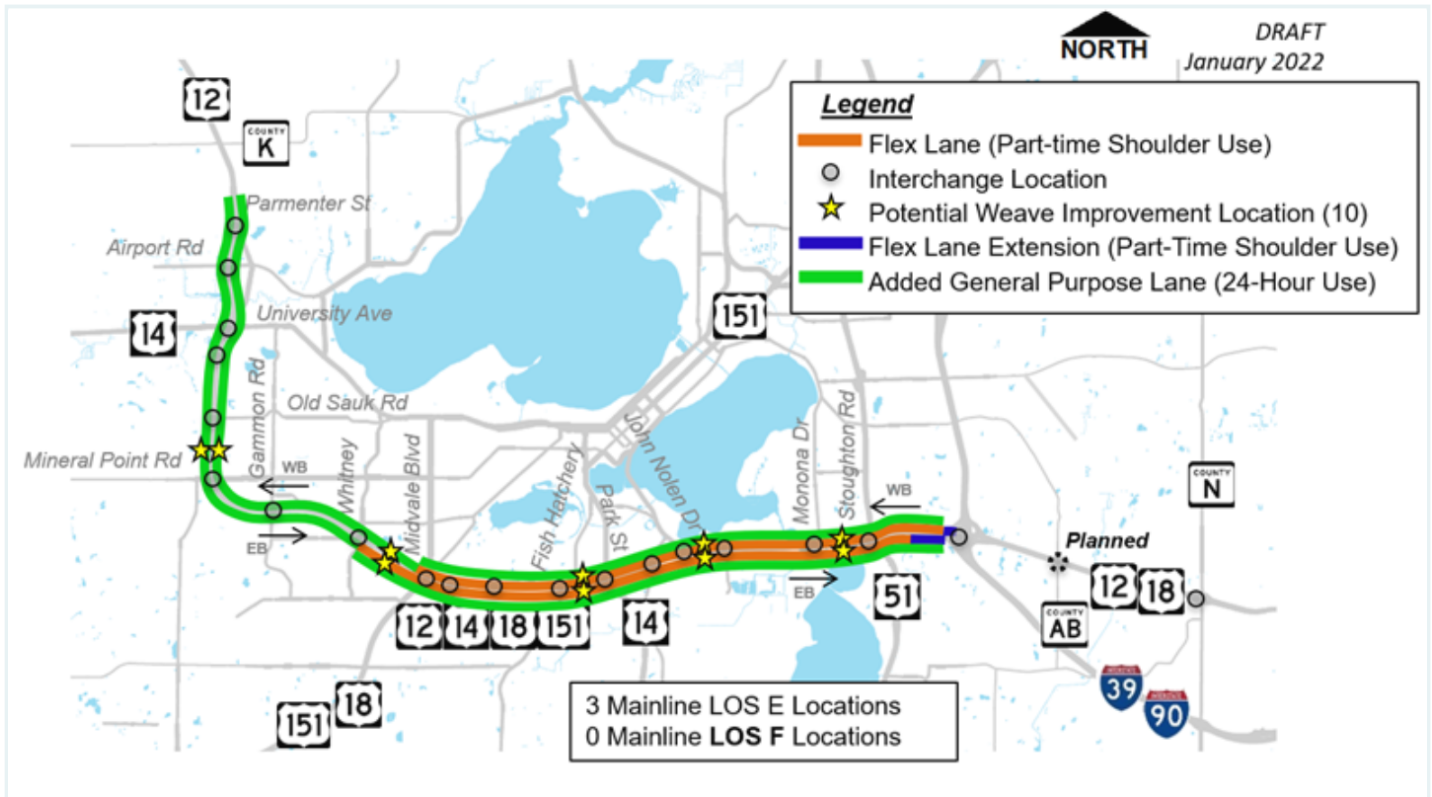 NORTH
DRAFT
January 2022
Legend
Flex Lane (Part-time Shoulder Use)
Interchange Location
Potential Weave Improvement Location (10)
Flex Lane Extension (Part-Time Shoulder Use)
Added General Purpose Lane (24-Hour Use)
12
COUNTY
K
Parmenter St
Airport Rd
University Ave
14
151
Gammon Rd
Old Sauk Rd
Mineral Point Rd
WB
EB
Whitney
Midvale Blvd
Fish Hatchery
Park St
John Nolen Dr
Monona Dr
Stoughton Rd
WB
EB
COUNTY
N
Planned
12
18
COUNTY
AB
51
12
14
18
151
14
39
90
18
151
3 Mainline LOS E Locations
0 Mainline LOS F Locations